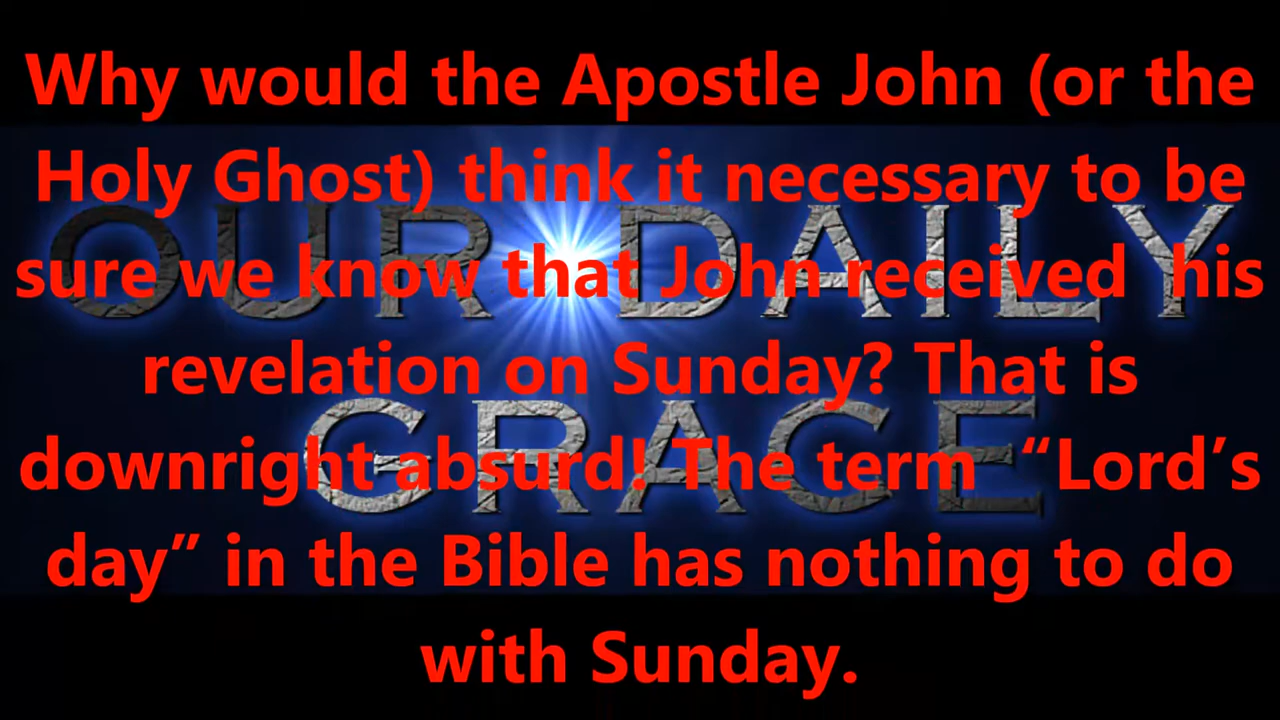 Why would the Apostle John (or the
Holy Ghost) think it necessary to be
OUR DAILY
sure we know that John received his
revelation on Sunday? That is
GRACE
downright absurd! The term “Lord’s
day” in the Bible has nothing to do
with Sunday.